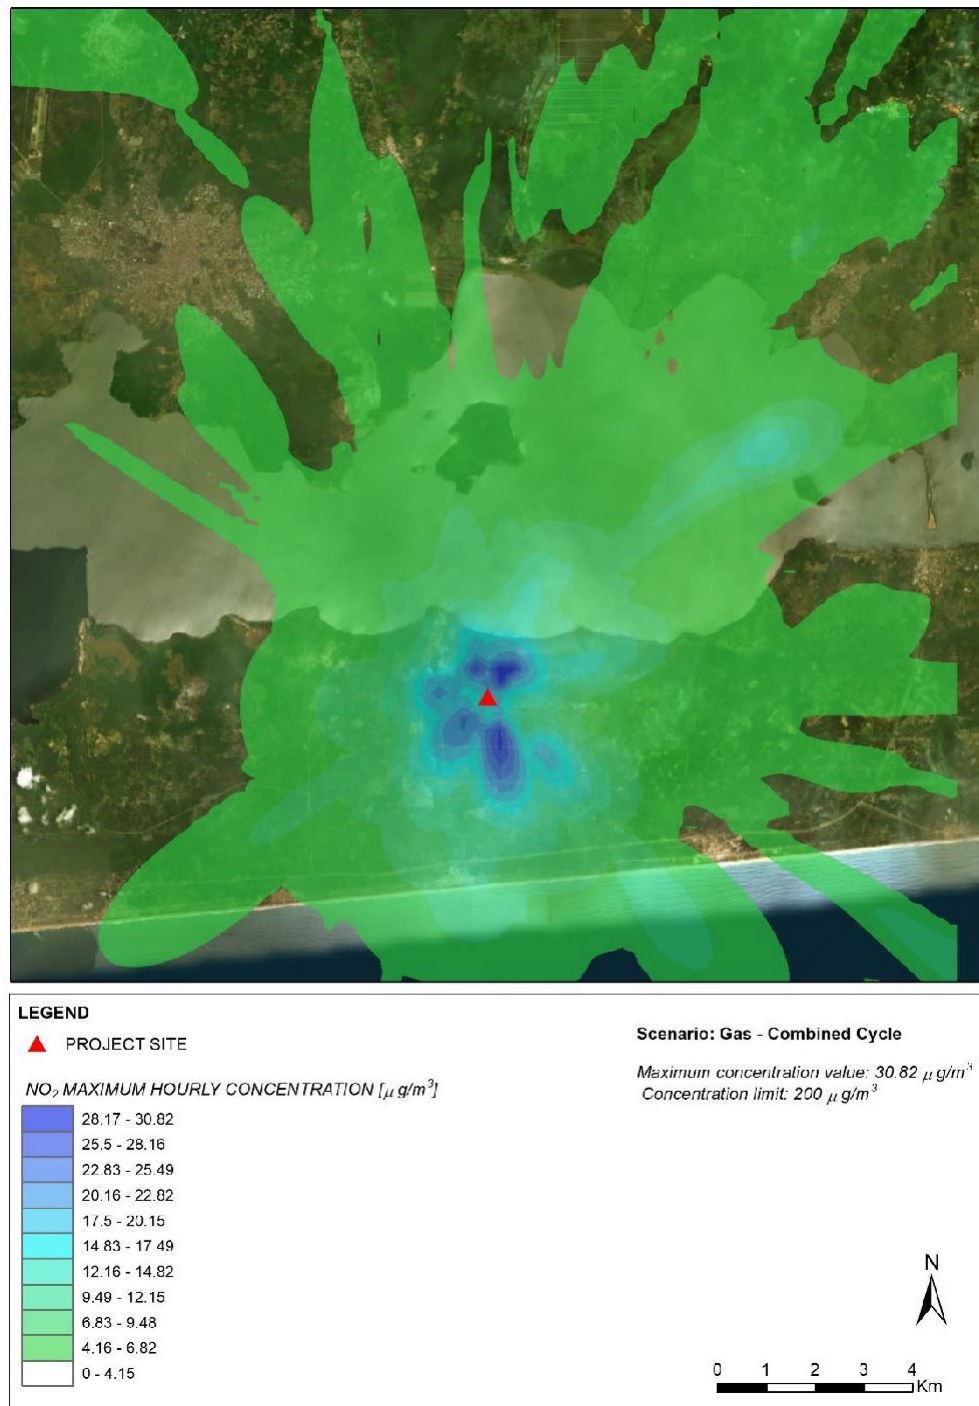 LEGEND
PROJECT SITE
NO₂ MAXIMUM HOURLY CONCENTRATION [μ g/m³]
28.17 - 30.82
25.5 - 28.16
22.83 - 25.49
20.16 - 22.82
17.5 - 20.15
14.83 - 17.49
12.16 - 14.82
9.49 - 12.15
6.83 - 9.48
4.16 - 6.82
0 - 4.15
Scenario: Gas - Combined Cycle
Maximum concentration value: 30.82 μ g/m³
Concentration limit: 200 μ g/m³
N
0 1 2 3 4
Km